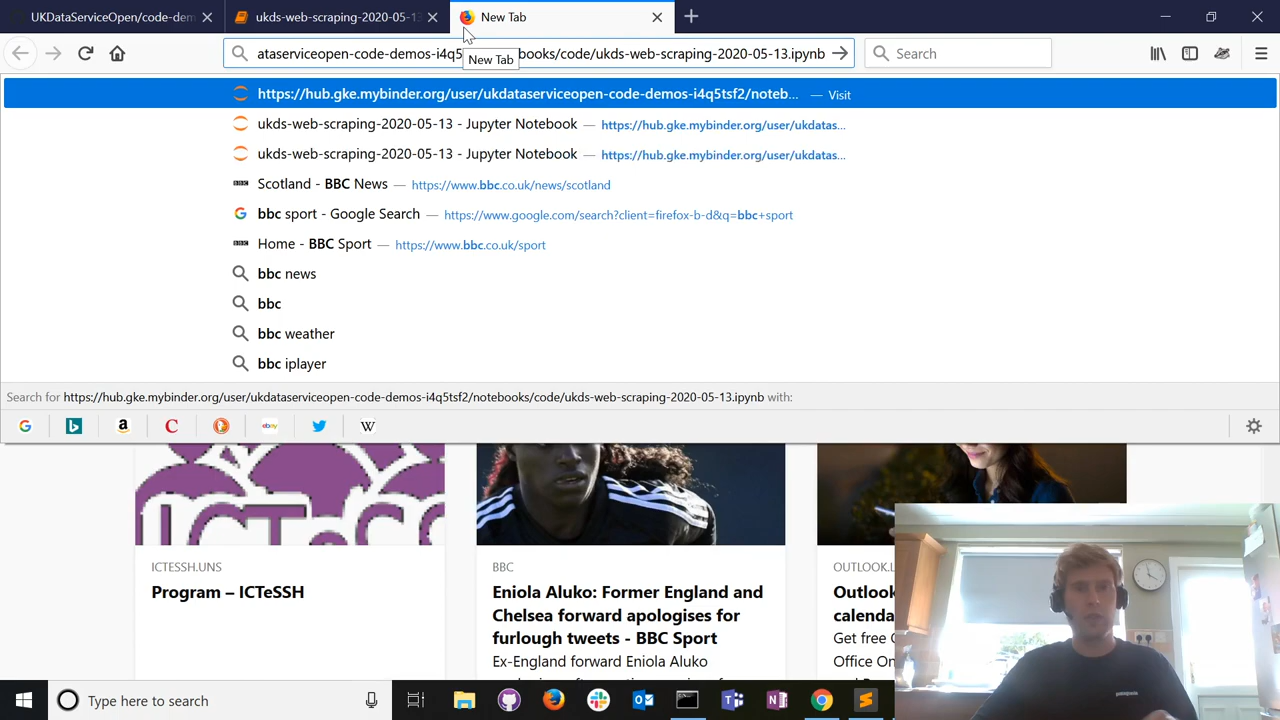 UKDataServiceOpen/code-dem
ukds-web-scraping-2020-05-13
New Tab
ataserviceopen-code-demos-i4q5
books/code/ukds-web-scraping-2020-05-13.ipynb
Search
New Tab
https://hub.gke.mybinder.org/user/ukdataserviceopen-code-demos-i4q5tsf2/noteb... — Visit
ukds-web-scraping-2020-05-13 - Jupyter Notebook — https://hub.gke.mybinder.org/user/ukdatas...
ukds-web-scraping-2020-05-13 - Jupyter Notebook — https://hub.gke.mybinder.org/user/ukdatas...
Scotland - BBC News — https://www.bbc.co.uk/news/scotland
bbc sport - Google Search — https://www.google.com/search?client=firefox-b-d&q=bbc+sport
Home - BBC Sport — https://www.bbc.co.uk/sport
bbc news
bbc
bbc weather
bbc iplayer
Search for https://hub.gke.mybinder.org/user/ukdataserviceopen-code-demos-i4q5tsf2/notebooks/code/ukds-web-scraping-2020-05-13.ipynb with:
ICTESSH.UNS
Program – ICTeSSH
BBC
Eniola Aluko: Former England and
Chelsea forward apologises for
furlough tweets - BBC Sport
Ex-England forward Eniola Aluko
OUTLOOK.L
Outlook
calenda
Get free
Office On
Type here to search